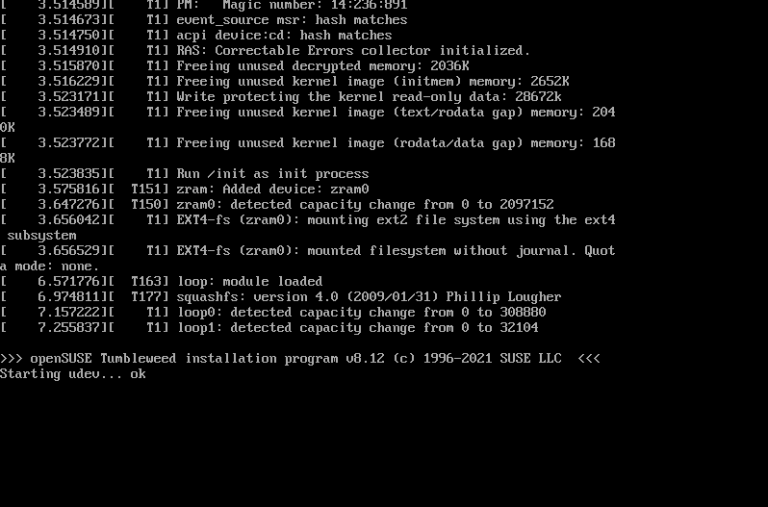 [    3.514589][    T1] PM:   Magic number: 14:236:891
[    3.514673][    T1] event_source msr: hash matches
[    3.514750][    T1] acpi device:cd: hash matches
[    3.514910][    T1] RAS: Correctable Errors collector initialized.
[    3.515870][    T1] Freeing unused decrypted memory: 2036K
[    3.516229][    T1] Freeing unused kernel image (initmem) memory: 2652K
[    3.523171][    T1] Write protecting the kernel read-only data: 28672k
[    3.523489][    T1] Freeing unused kernel image (text/rodata gap) memory: 204
0K
[    3.523772][    T1] Freeing unused kernel image (rodata/data gap) memory: 168
8K
[    3.523835][    T1] Run /init as init process
[    3.575816][  T151] zram: Added device: zram0
[    3.647276][  T150] zram0: detected capacity change from 0 to 2097152
[    3.656042][    T1] EXT4-fs (zram0): mounting ext2 file system using the ext4
 subsystem
[    3.656529][    T1] EXT4-fs (zram0): mounted filesystem without journal. Quot
a mode: none.
[    6.571776][  T163] loop: module loaded
[    6.974811][  T177] squashfs: version 4.0 (2009/01/31) Phillip Lougher
[    7.157222][    T1] loop0: detected capacity change from 0 to 308880
[    7.255837][    T1] loop1: detected capacity change from 0 to 32104
>>> openSUSE Tumbleweed installation program v8.12 (c) 1996-2021 SUSE LLC  <<<
Starting udev... ok